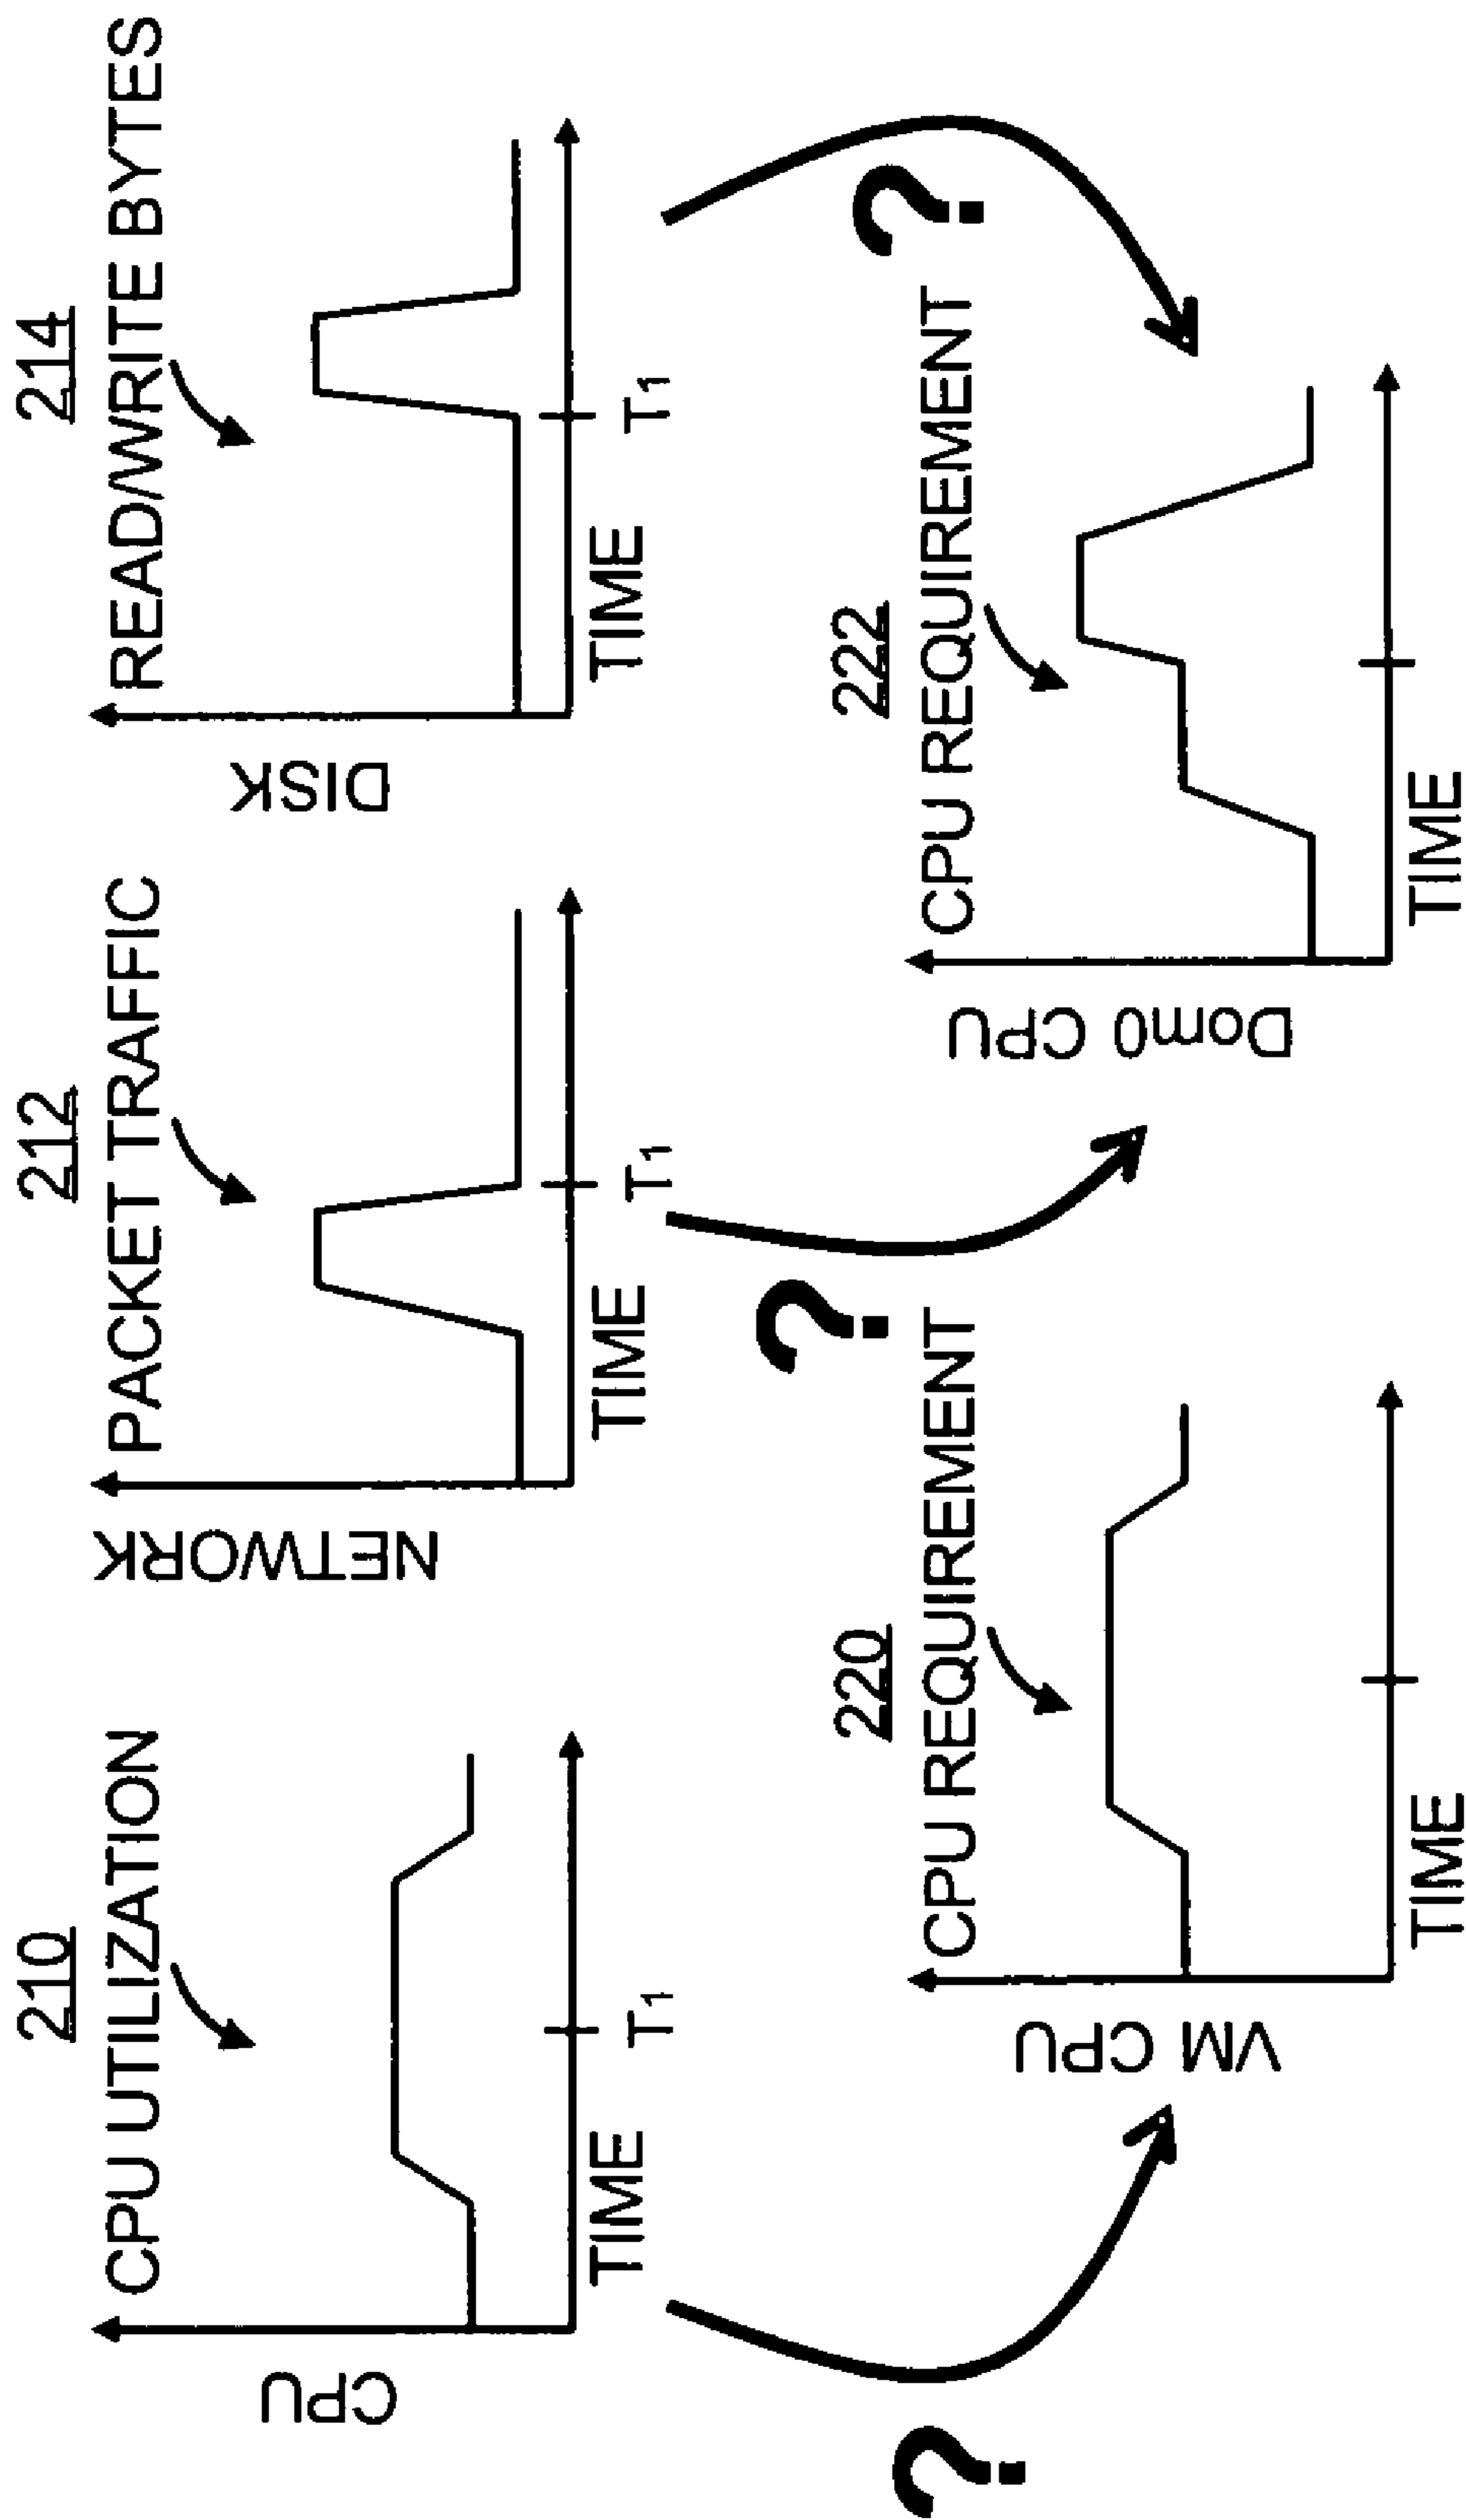 210
CPU UTILIZATION
CPU
TIME
T1
212
PACKET TRAFFIC
NETWORK
TIME
T1
214
READ/WRITE BYTES
DISK
TIME
T1
?
?
?
220
CPU REQUIREMENT
VM CPU
TIME
222
CPU REQUIREMENT
Dom0 CPU
TIME